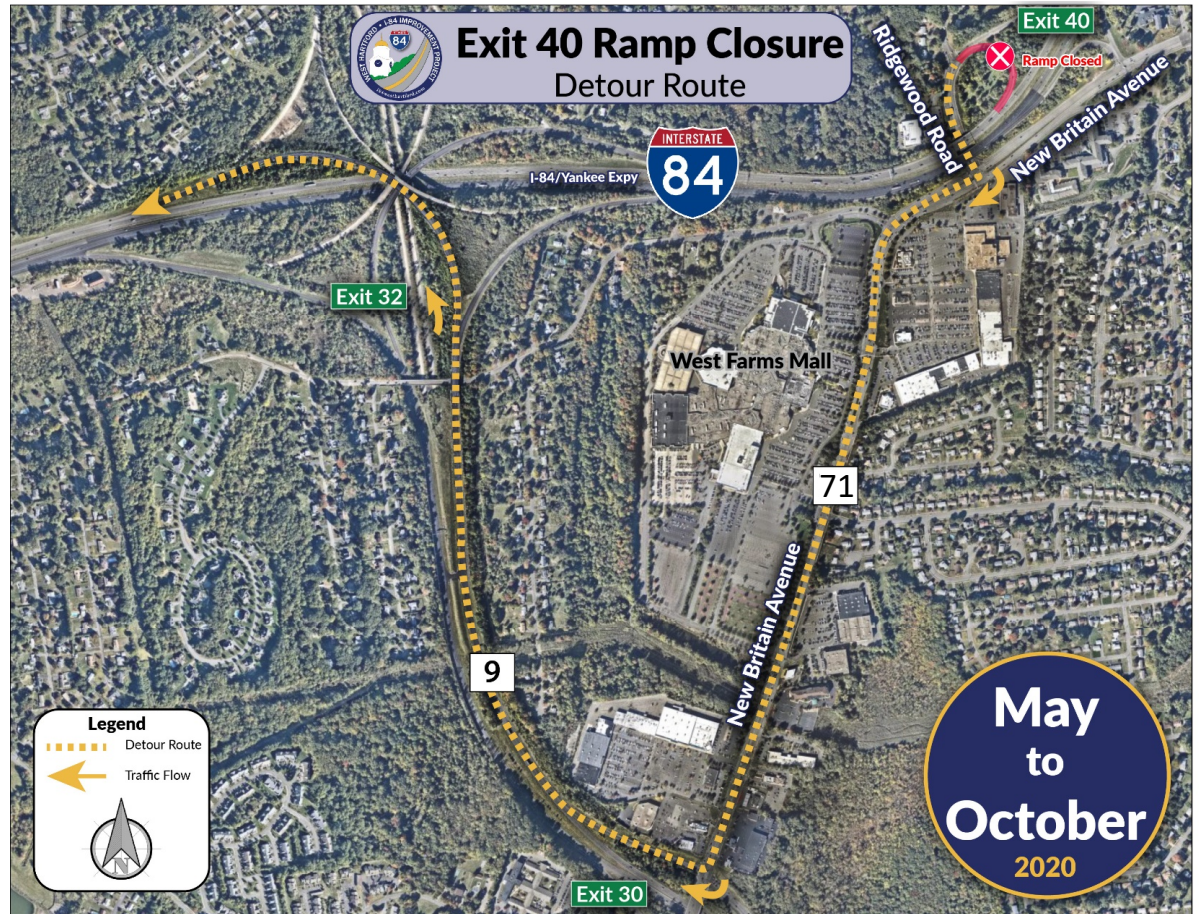 WEST HARTFORD • I-84 IMPROVEMENT PROJECT
84
Exit 40 Ramp Closure
Detour Route
Exit 40
Ramp Closed
Ridgewood Road
New Britain Avenue
I-84/Yankee Expy
INTERSTATE
84
Exit 32
West Farms Mall
71
New Britain Avenue
9
Exit 30
Legend
Detour Route
Traffic Flow
N
May
to
October
2020